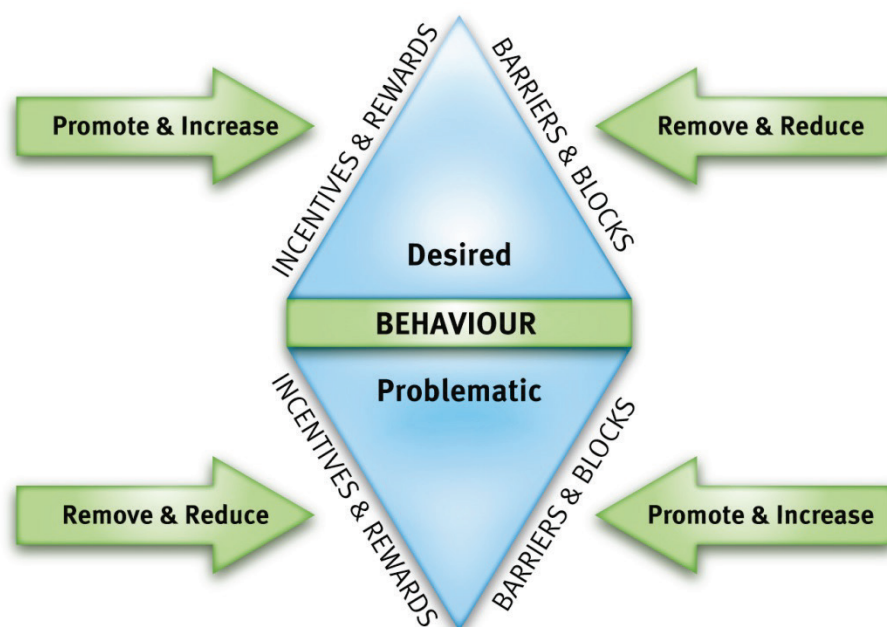 INCENTIVES & REWARDS
BARRIERS & BLOCKS
Promote & Increase
Remove & Reduce
Desired
BEHAVIOUR
Problematic
INCENTIVES & REWARDS
BARRIERS & BLOCKS
Remove & Reduce
Promote & Increase